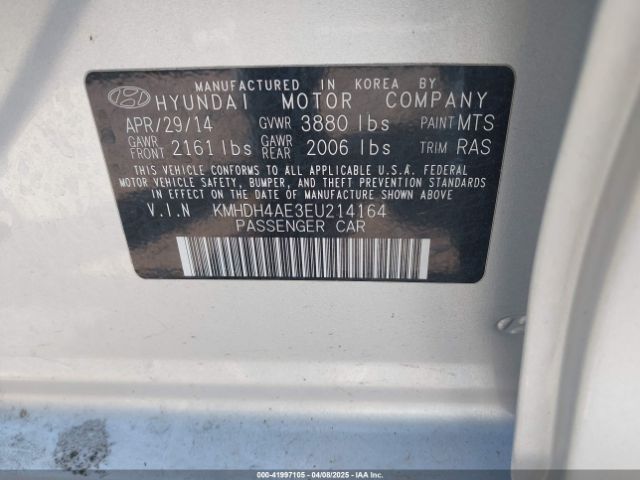 MANUFACTURED IN KOREA BY
HYUNDAI MOTOR COMPANY
APR/29/14 GVWR 3880 lbs PAINT MTS
GAWR FRONT 2161 lbs GAWR REAR 2006 lbs TRIM RAS
THIS VEHICLE CONFORMS TO ALL APPLICABLE U.S.A. FEDERAL
MOTOR VEHICLE SAFETY, BUMPER, AND THEFT PREVENTION STANDARDS
IN EFFECT ON THE DATE OF MANUFACTURE SHOWN ABOVE
V.I.N KMHDH4AE3EU214164
PASSENGER CAR
000-41997105 - 04/08/2025 - IAAI.COM